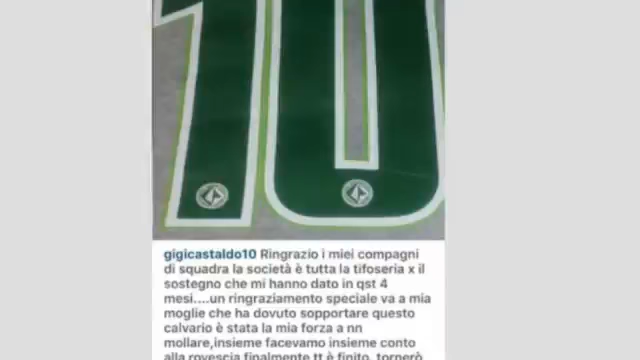 10
gigicastaldo10 Ringrazio i miei compagni
di squadra la società è tutta la tifoseria x il
sostegno che mi hanno dato in qst 4
mesi....un ringraziamento speciale va a mia
moglie che ha dovuto sopportare questo
calvario è stata la mia forza a nn
mollare,insieme facevamo insieme conto
alla rovescia finalmente tt è finito, tornerò